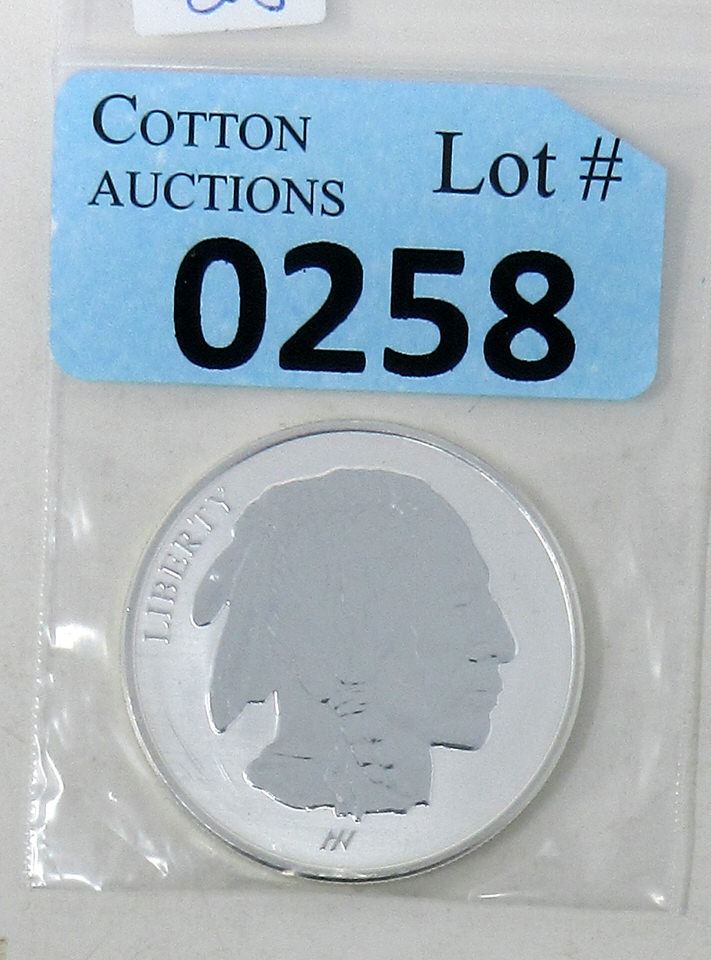 COTTON
AUCTIONS
Lot #
0258
LIBERTY